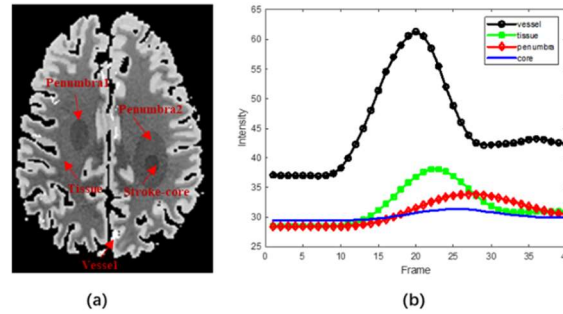 Penumbra1
Penumbra2
Tissue
Stroke-core
Vessel
(a)
65
60
55
50
45
40
35
30
25
Intensity
0
5
10
15
20
25
30
35
40
Frame
vessel
tissue
penumbra
core
(b)